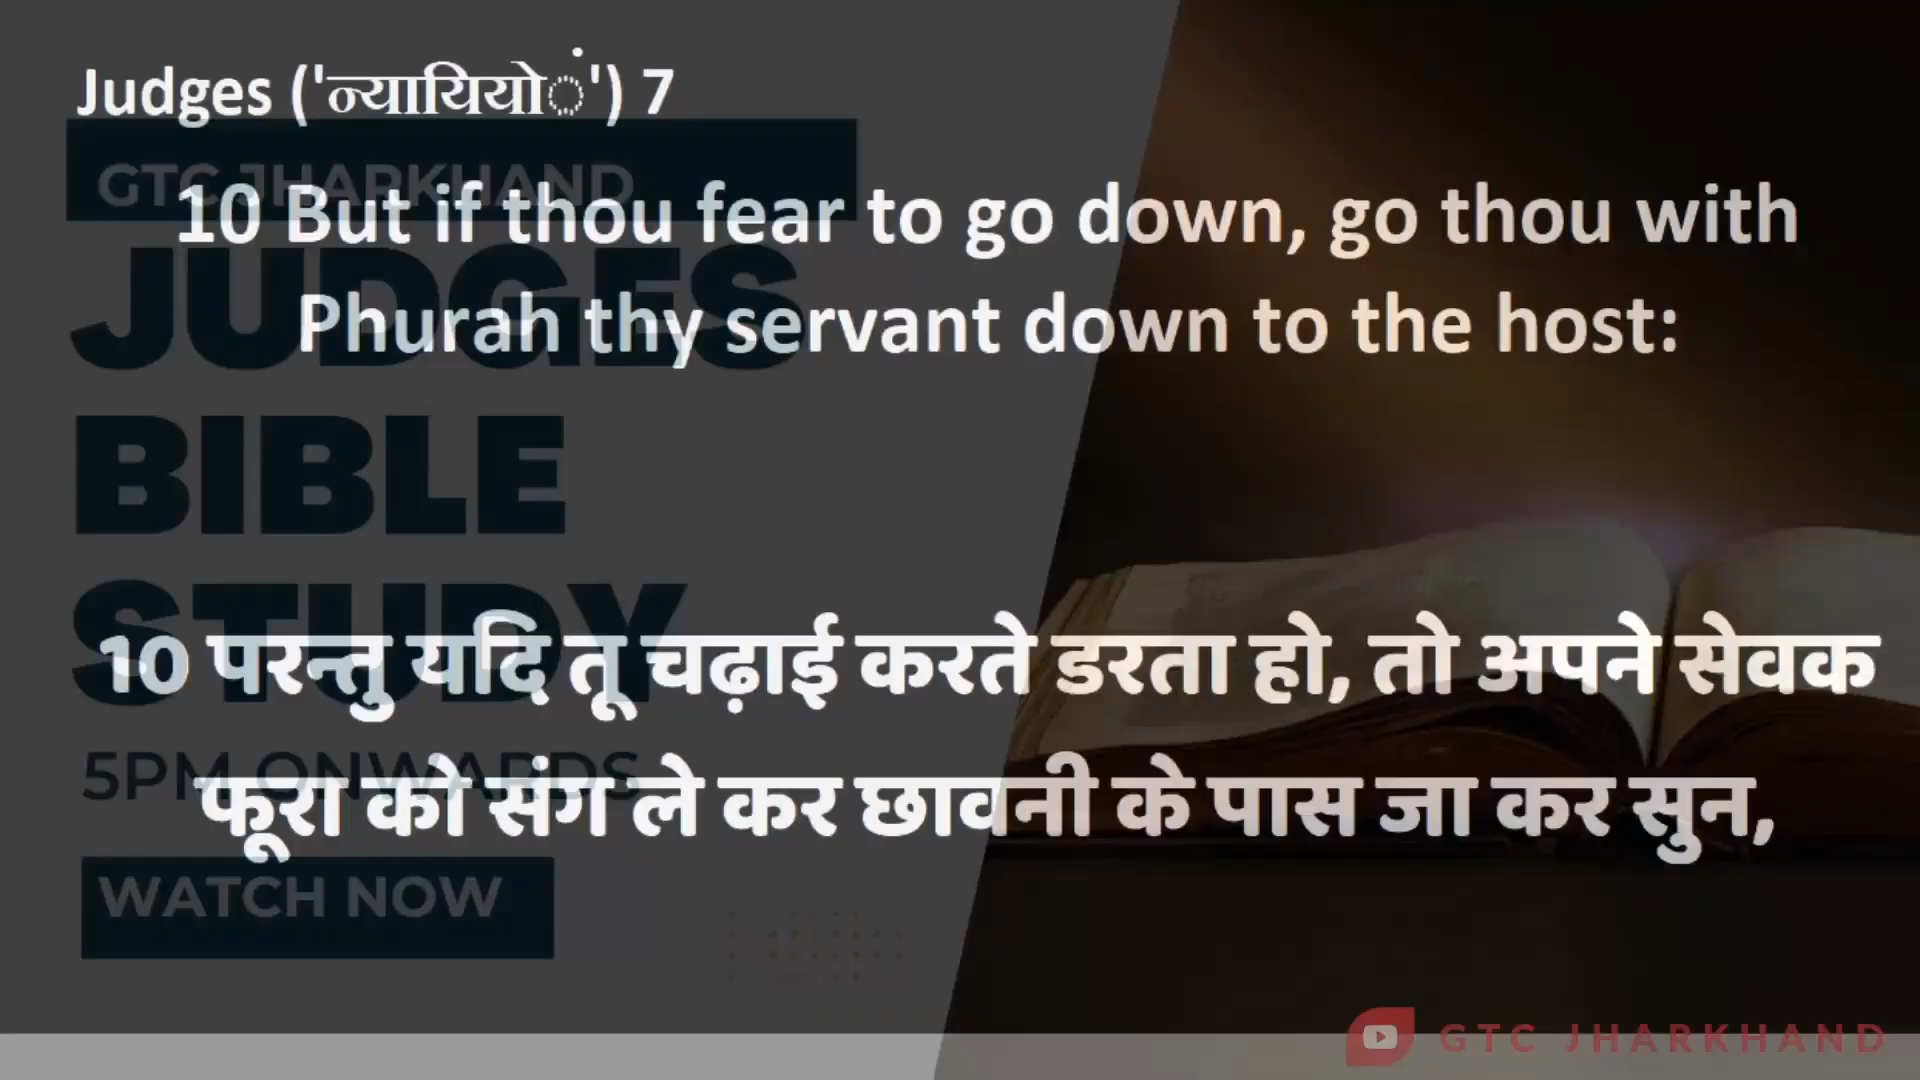 Judges ('न्यायियों') 7
GTC JHARKHAND
10 But if thou fear to go down, go thou with
Phurah thy servant down to the host:
JUDGES
BIBLE
STUDY
10 परन्तु यदि तू चढ़ाई करते डरता हो, तो अपने सेवक
5PM ONWARDS
फूरा को संग ले कर छावनी के पास जा कर सुन,
WATCH NOW
GTC JHARKHAND